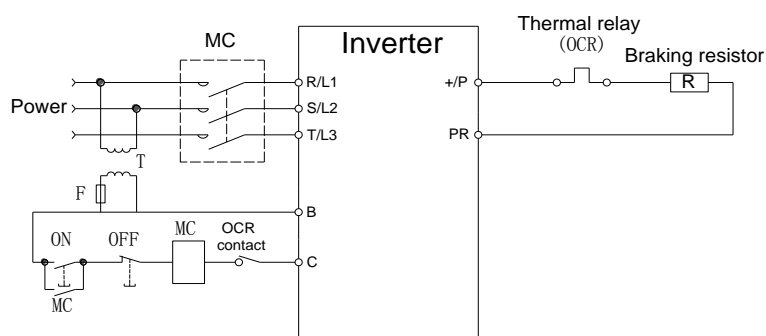 Thermal relay
(OCR)
Braking resistor
MC
Inverter
R/L1
+/P
R
Power
S/L2
T/L3
PR
T
F
B
ON
OFF
MC
OCR
contact
C
MC